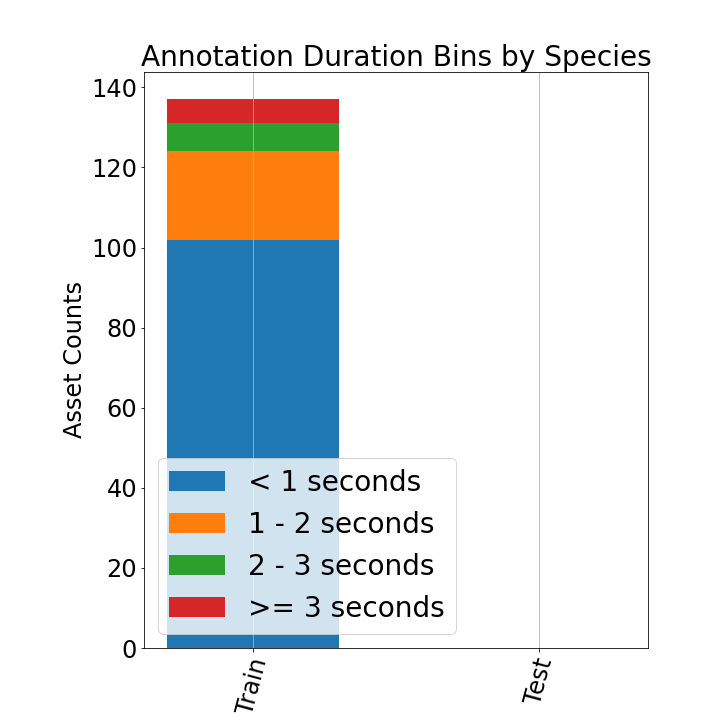 Annotation Duration Bins by Species
140
120
100
80
60
40
20
0
Asset Counts
< 1 seconds
1 - 2 seconds
2 - 3 seconds
>= 3 seconds
Train
Test